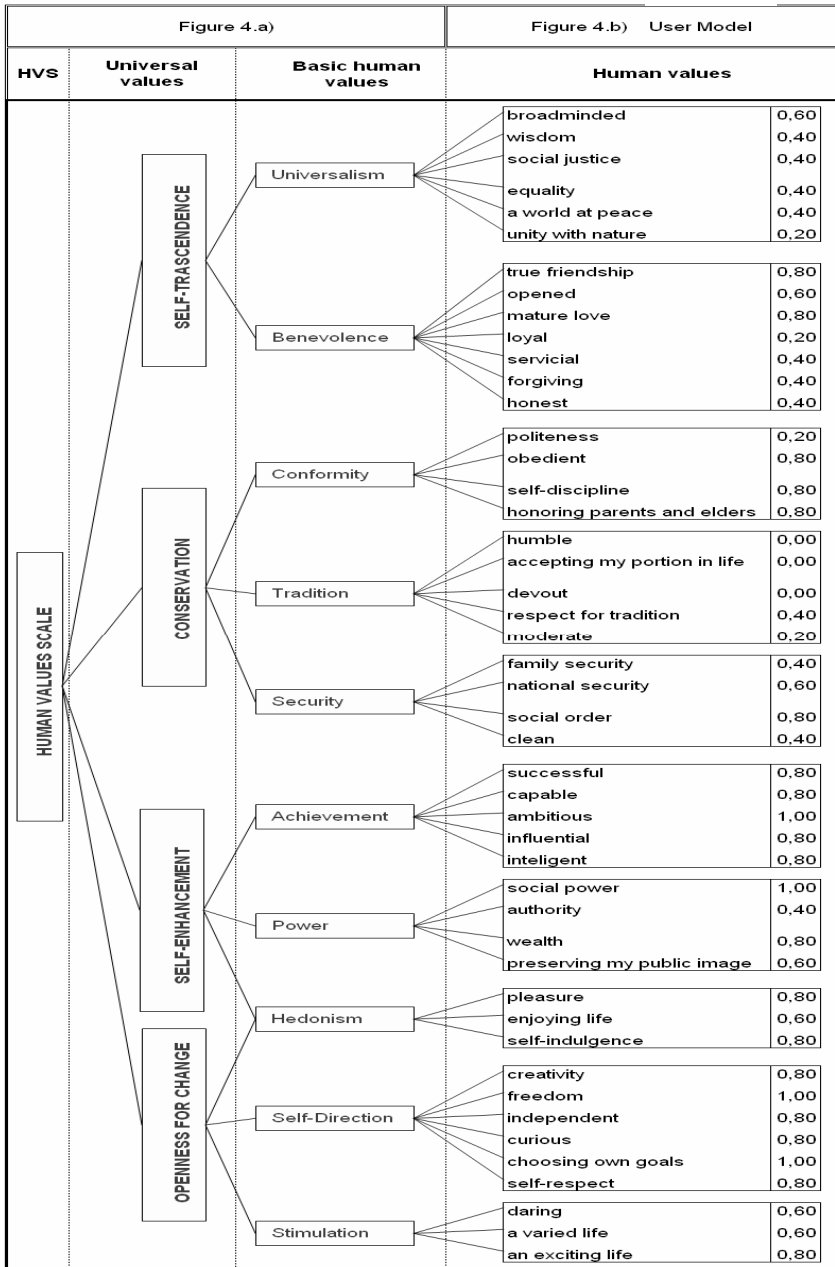 Figure 4.a)
Figure 4.b) User Model
HVS
Universal
values
Basic human
values
Human values
HUMAN VALUES SCALE
SELF-TRASCENDENCE
Universalism
broadminded 0,60
wisdom 0,40
social justice 0,40
equality 0,40
a world at peace 0,40
unity with nature 0,20
Benevolence
true friendship 0,80
opened 0,60
mature love 0,80
loyal 0,20
servicial 0,40
forgiving 0,40
honest 0,40
CONSERVATION
Conformity
politeness 0,20
obedient 0,80
self-discipline 0,80
honoring parents and elders 0,80
Tradition
humble 0,00
accepting my portion in life 0,00
devout 0,00
respect for tradition 0,40
moderate 0,20
Security
family security 0,40
national security 0,60
social order 0,80
clean 0,40
SELF-ENHANCEMENT
Achievement
successful 0,80
capable 0,80
ambitious 1,00
influential 0,80
inteligent 0,80
Power
social power 1,00
authority 0,40
wealth 0,80
preserving my public image 0,60
Hedonism
pleasure 0,80
enjoying life 0,60
self-indulgence 0,80
OPENNESS FOR CHANGE
Self-Direction
creativity 0,80
freedom 1,00
independent 0,80
curious 0,80
choosing own goals 1,00
self-respect 0,80
Stimulation
daring 0,60
a varied life 0,60
an exciting life 0,80